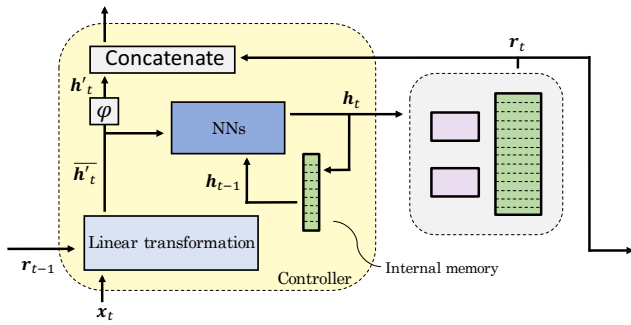 Concatenate
r_t
h'_t
φ
NNs
h_t
\overline{h'_t}
h_{t-1}
Linear transformation
r_{t-1}
Internal memory
Controller
x_t